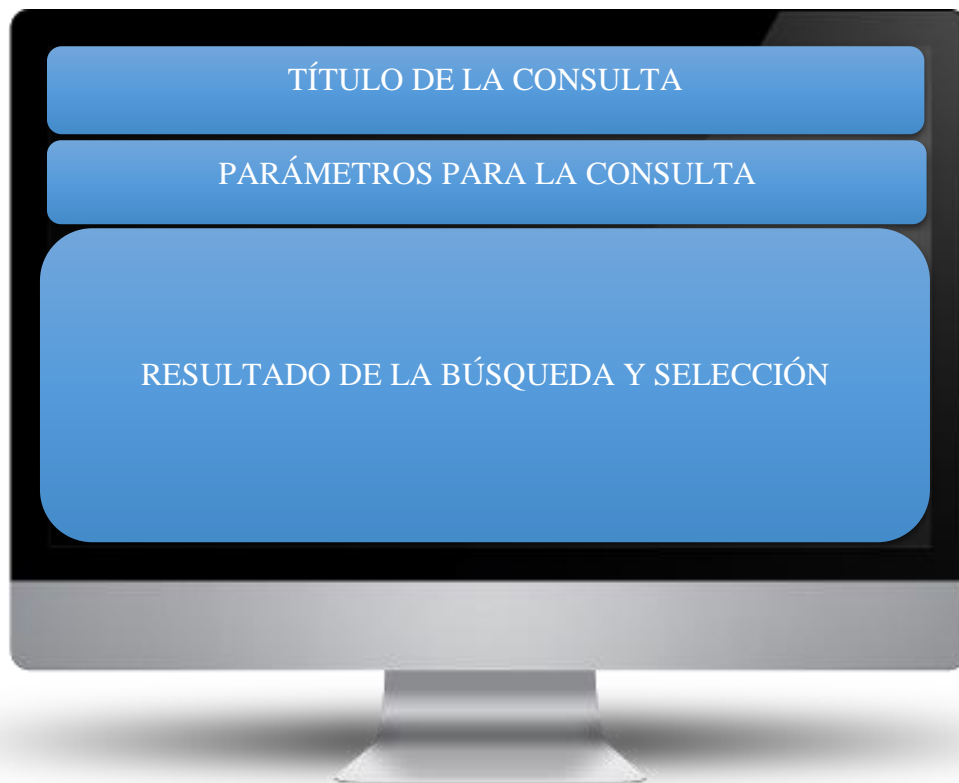 TÍTULO DE LA CONSULTA
PARÁMETROS PARA LA CONSULTA
RESULTADO DE LA BÚSQUEDA Y SELECCIÓN